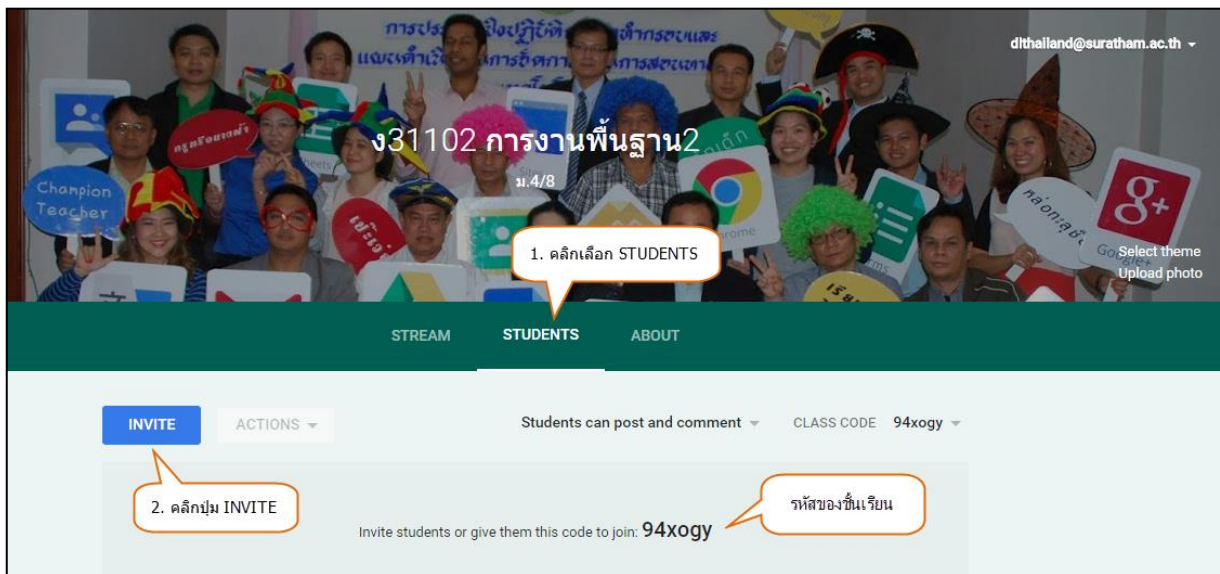 dlthailand@suratham.ac.th
ง31102 การงานพื้นฐาน2
ม.4/8
Champion
Teacher
Google+
Select theme
Upload photo
1. คลิกเลือก STUDENTS
STREAM STUDENTS ABOUT
INVITE ACTIONS Students can post and comment CLASS CODE 94xogy
2. คลิกปุ่ม INVITE
รหัสของชั้นเรียน
Invite students or give them this code to join: 94xogy